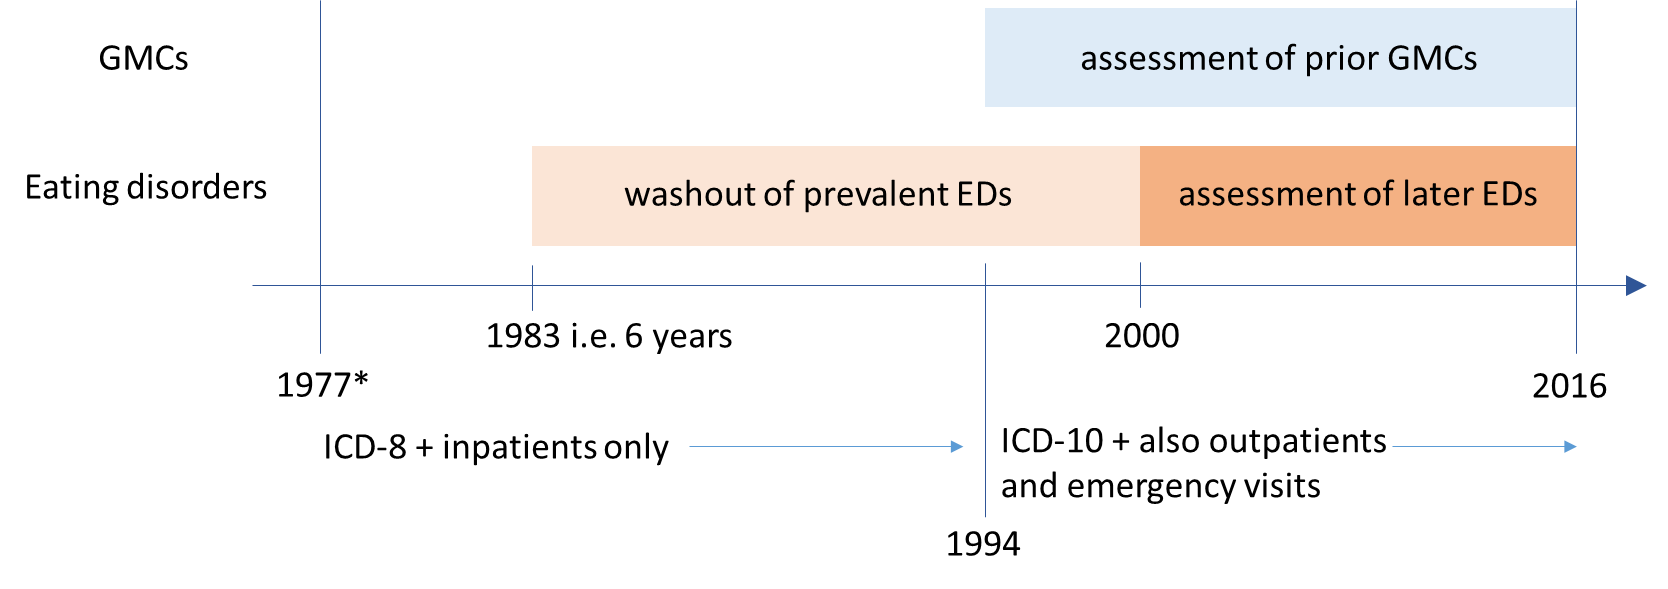 GMCs
assessment of prior GMCs
Eating disorders
washout of prevalent EDs
assessment of later EDs
1983 i.e. 6 years
2000
1977*
2016
ICD-8 + inpatients only
ICD-10 + also outpatients
and emergency visits
1994